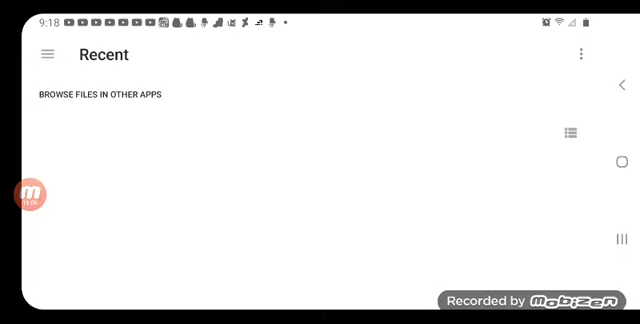 9:18
Recent
BROWSE FILES IN OTHER APPS
Recorded by MOBIZEN